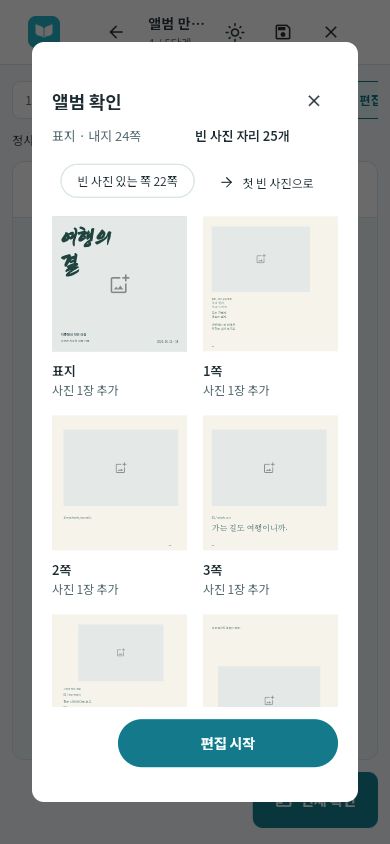 앨범 만…
앨범 확인
표지 · 내지 24쪽
빈 사진 자리 25개
빈 사진 있는 쪽 22쪽
첫 빈 사진으로
여행의
결
표지
사진 1장 추가
1쪽
사진 1장 추가
가는 길도 여행이니까.
2쪽
사진 1장 추가
3쪽
사진 1장 추가
편집 시작